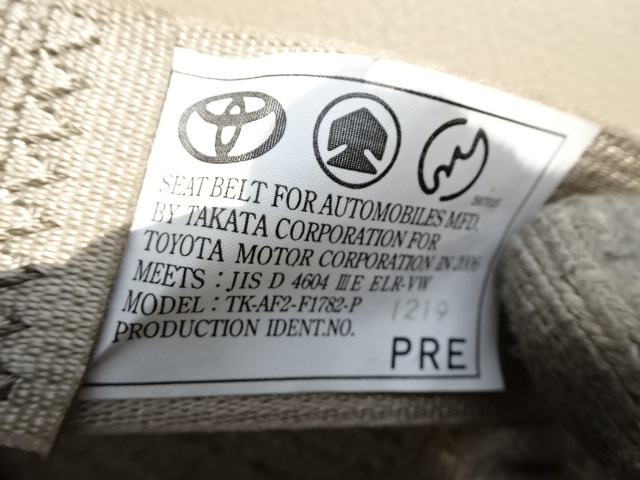 SEAT BELT FOR AUTOMOBILES MFD.
BY TAKATA CORPORATION FOR
TOYOTA MOTOR CORPORATION IN 2006
MEETS : JIS D 4604 ⅢE ELR-VW
MODEL : TK-AF2-F1782-P
1219
PRODUCTION IDENT.NO.
PRE